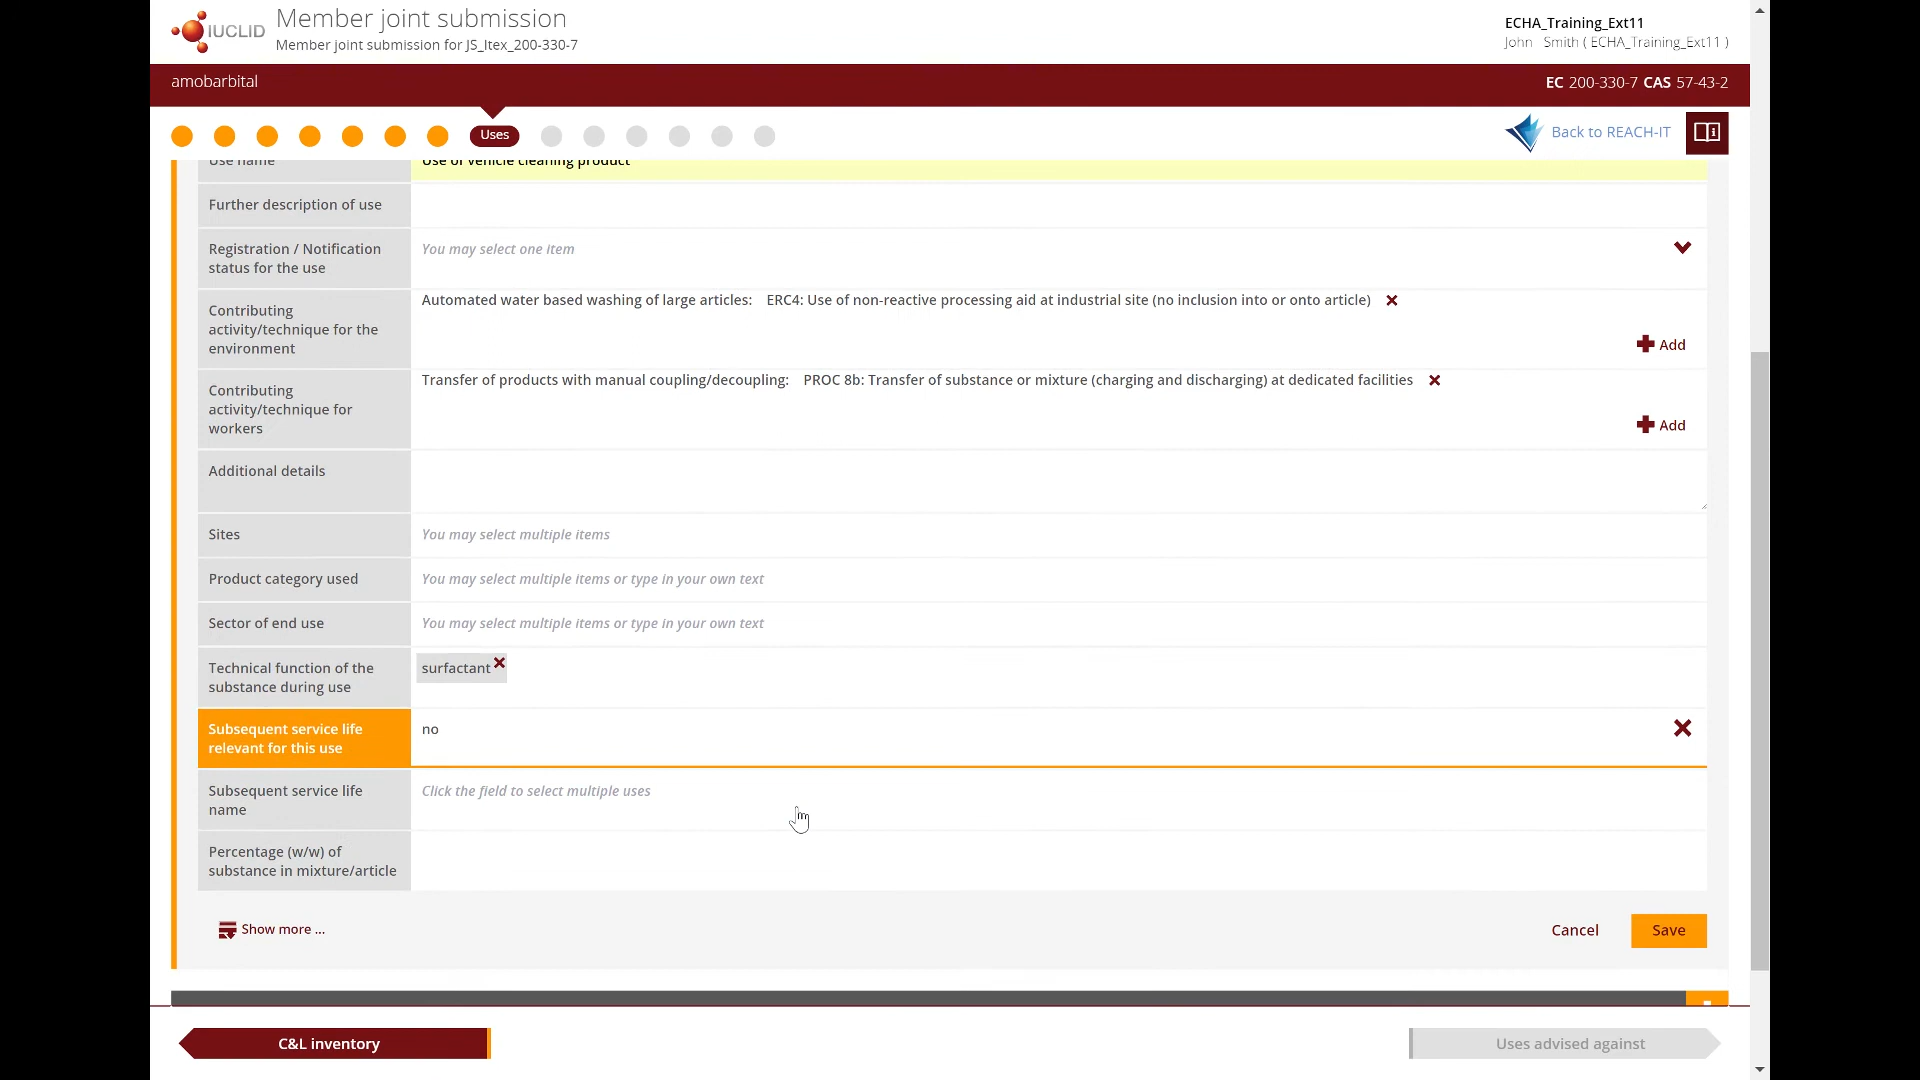 IUCLID
Member joint submission
Member joint submission for JS_Itex_200-330-7
ECHA_Training_Ext11
John Smith ( ECHA_Training_Ext11 )
amobarbital
EC 200-330-7 CAS 57-43-2
Uses
Back to REACH-IT
Use name
Use of vehicle cleaning product
Further description of use
Registration / Notification
status for the use
You may select one item
Contributing
activity/technique for the
environment
Automated water based washing of large articles: ERC4: Use of non-reactive processing aid at industrial site (no inclusion into or onto article)
Add
Contributing
activity/technique for
workers
Transfer of products with manual coupling/decoupling: PROC 8b: Transfer of substance or mixture (charging and discharging) at dedicated facilities
Add
Additional details
Sites
You may select multiple items
Product category used
You may select multiple items or type in your own text
Sector of end use
You may select multiple items or type in your own text
Technical function of the
substance during use
surfactant
Subsequent service life
relevant for this use
no
Subsequent service life
name
Click the field to select multiple uses
Percentage (w/w) of
substance in mixture/article
Show more ...
Cancel
Save
C&L inventory
Uses advised against